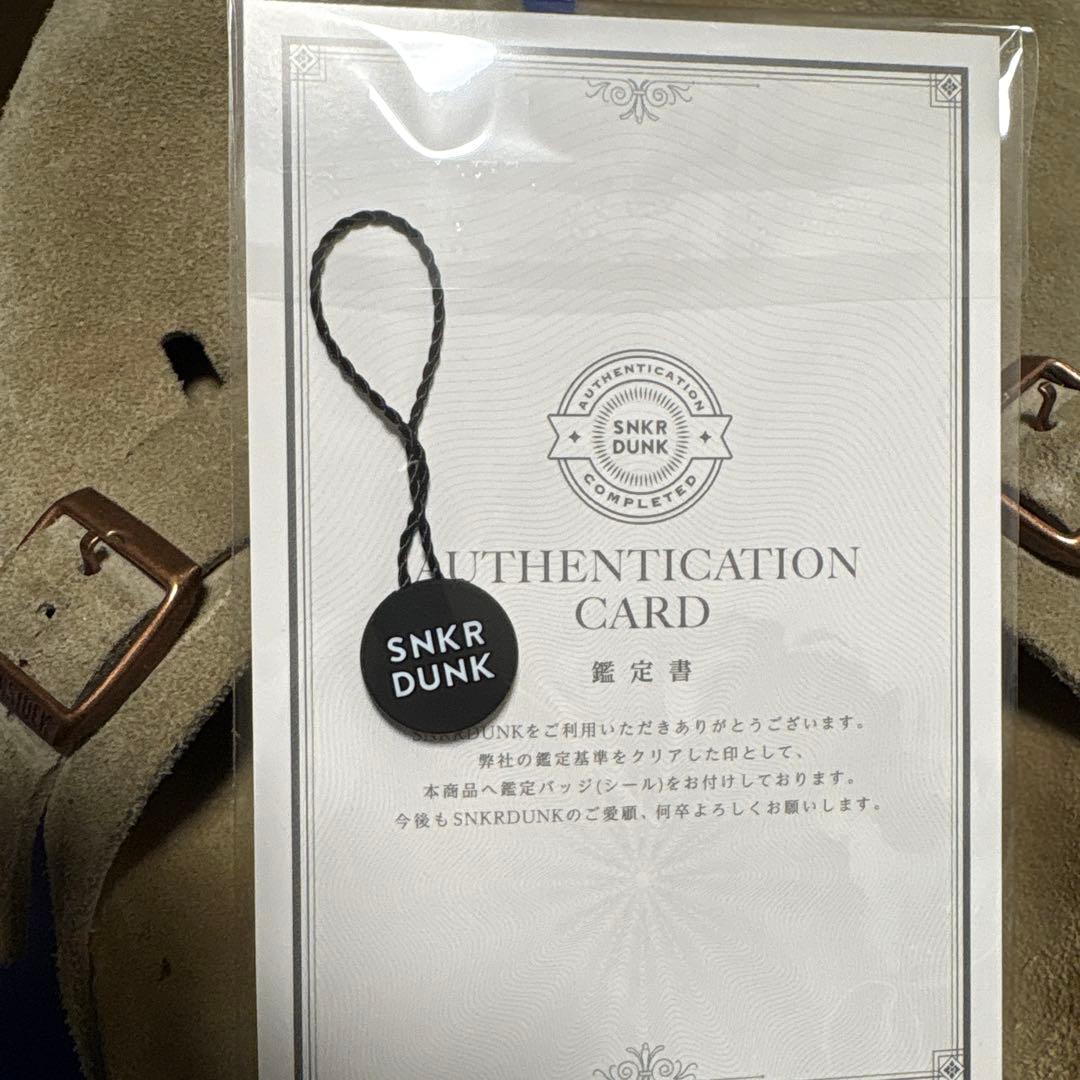 AUTHENTICATION
SNKR
DUNK
COMPLETED
AUTHENTICATION
CARD
鑑定書
SNKR
DUNK
SNKRDUNKをご利用いただきありがとうございます。
弊社の鑑定基準をクリアした印として、
本商品へ鑑定バッジ(シール)をお付けしております。
今後もSNKRDUNKのご愛顧、何卒よろしくお願いします。